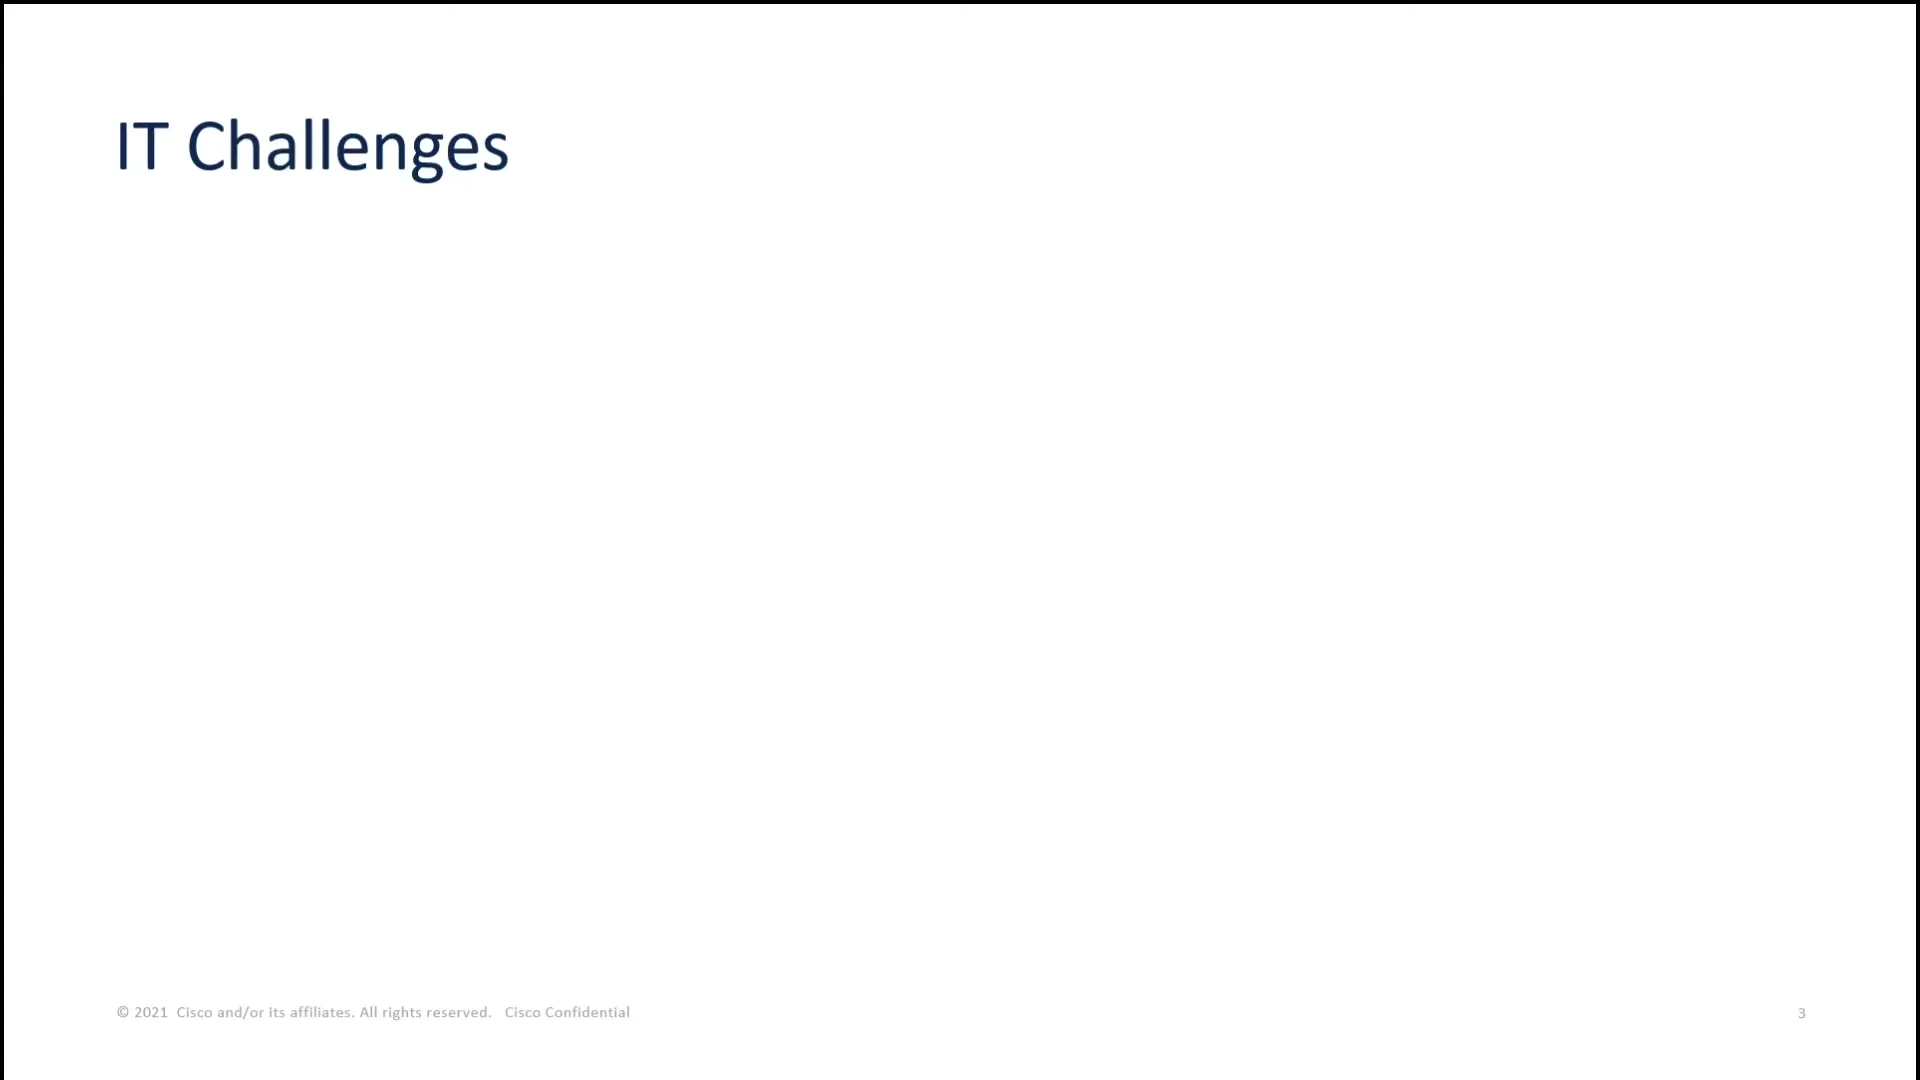 IT Challenges
© 2021 Cisco and/or its affiliates. All rights reserved. Cisco Confidential
3